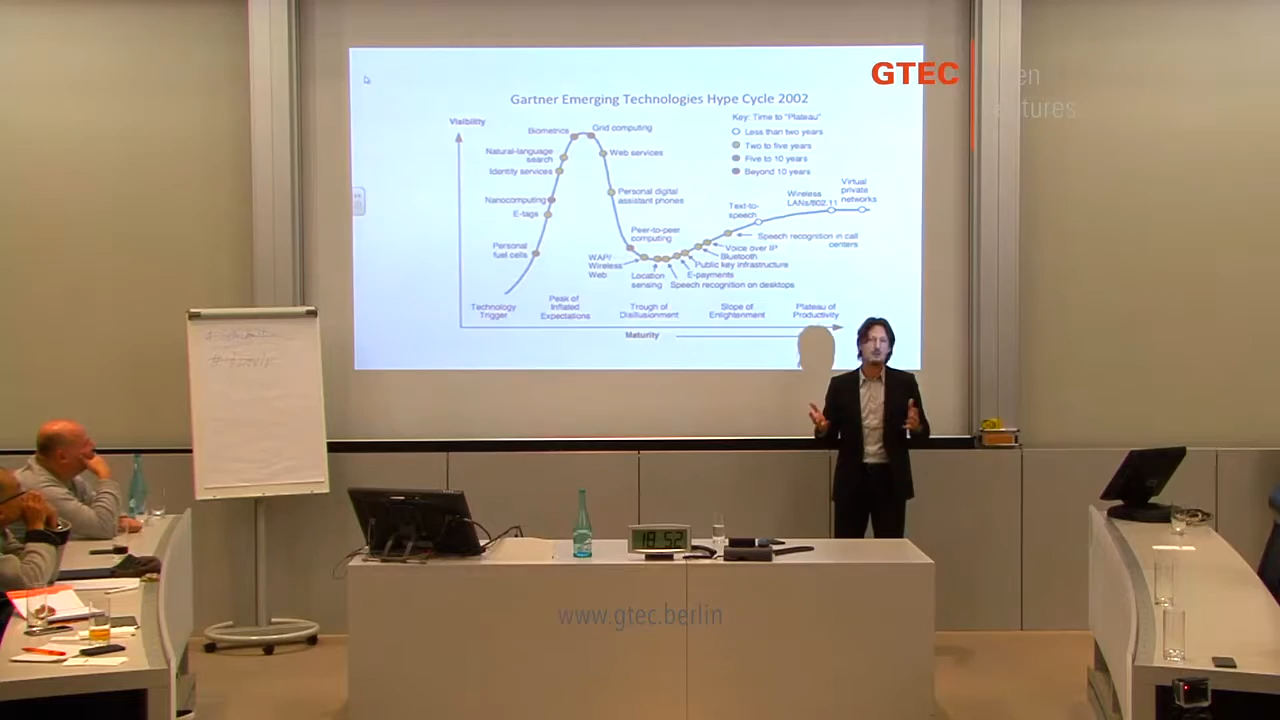 GTEC
Gartner Emerging Technologies Hype Cycle 2002
Visibility
Key: Time to "Plateau"
Less than two years
Two to five years
Five to 10 years
Beyond 10 years
Biometrics
Grid computing
Natural-language
search
Web services
Identity services
Nanocomputing
Personal digital
assistant phones
E-tags
Virtual
private
networks
Wireless
LANs/802.11
Text-to-
speech
Peer-to-peer
computing
Speech recognition in call
centers
Personal
fuel cells
Voice over IP
Bluetooth
WAP/
Wireless
Web
Public key infrastructure
Location
sensing
E-payments
Speech recognition on desktops
Technology
Trigger
Peak of
Inflated
Expectations
Trough of
Disillusionment
Slope of
Enlightenment
Plateau of
Productivity
Maturity
18 52
www.gtec.berlin